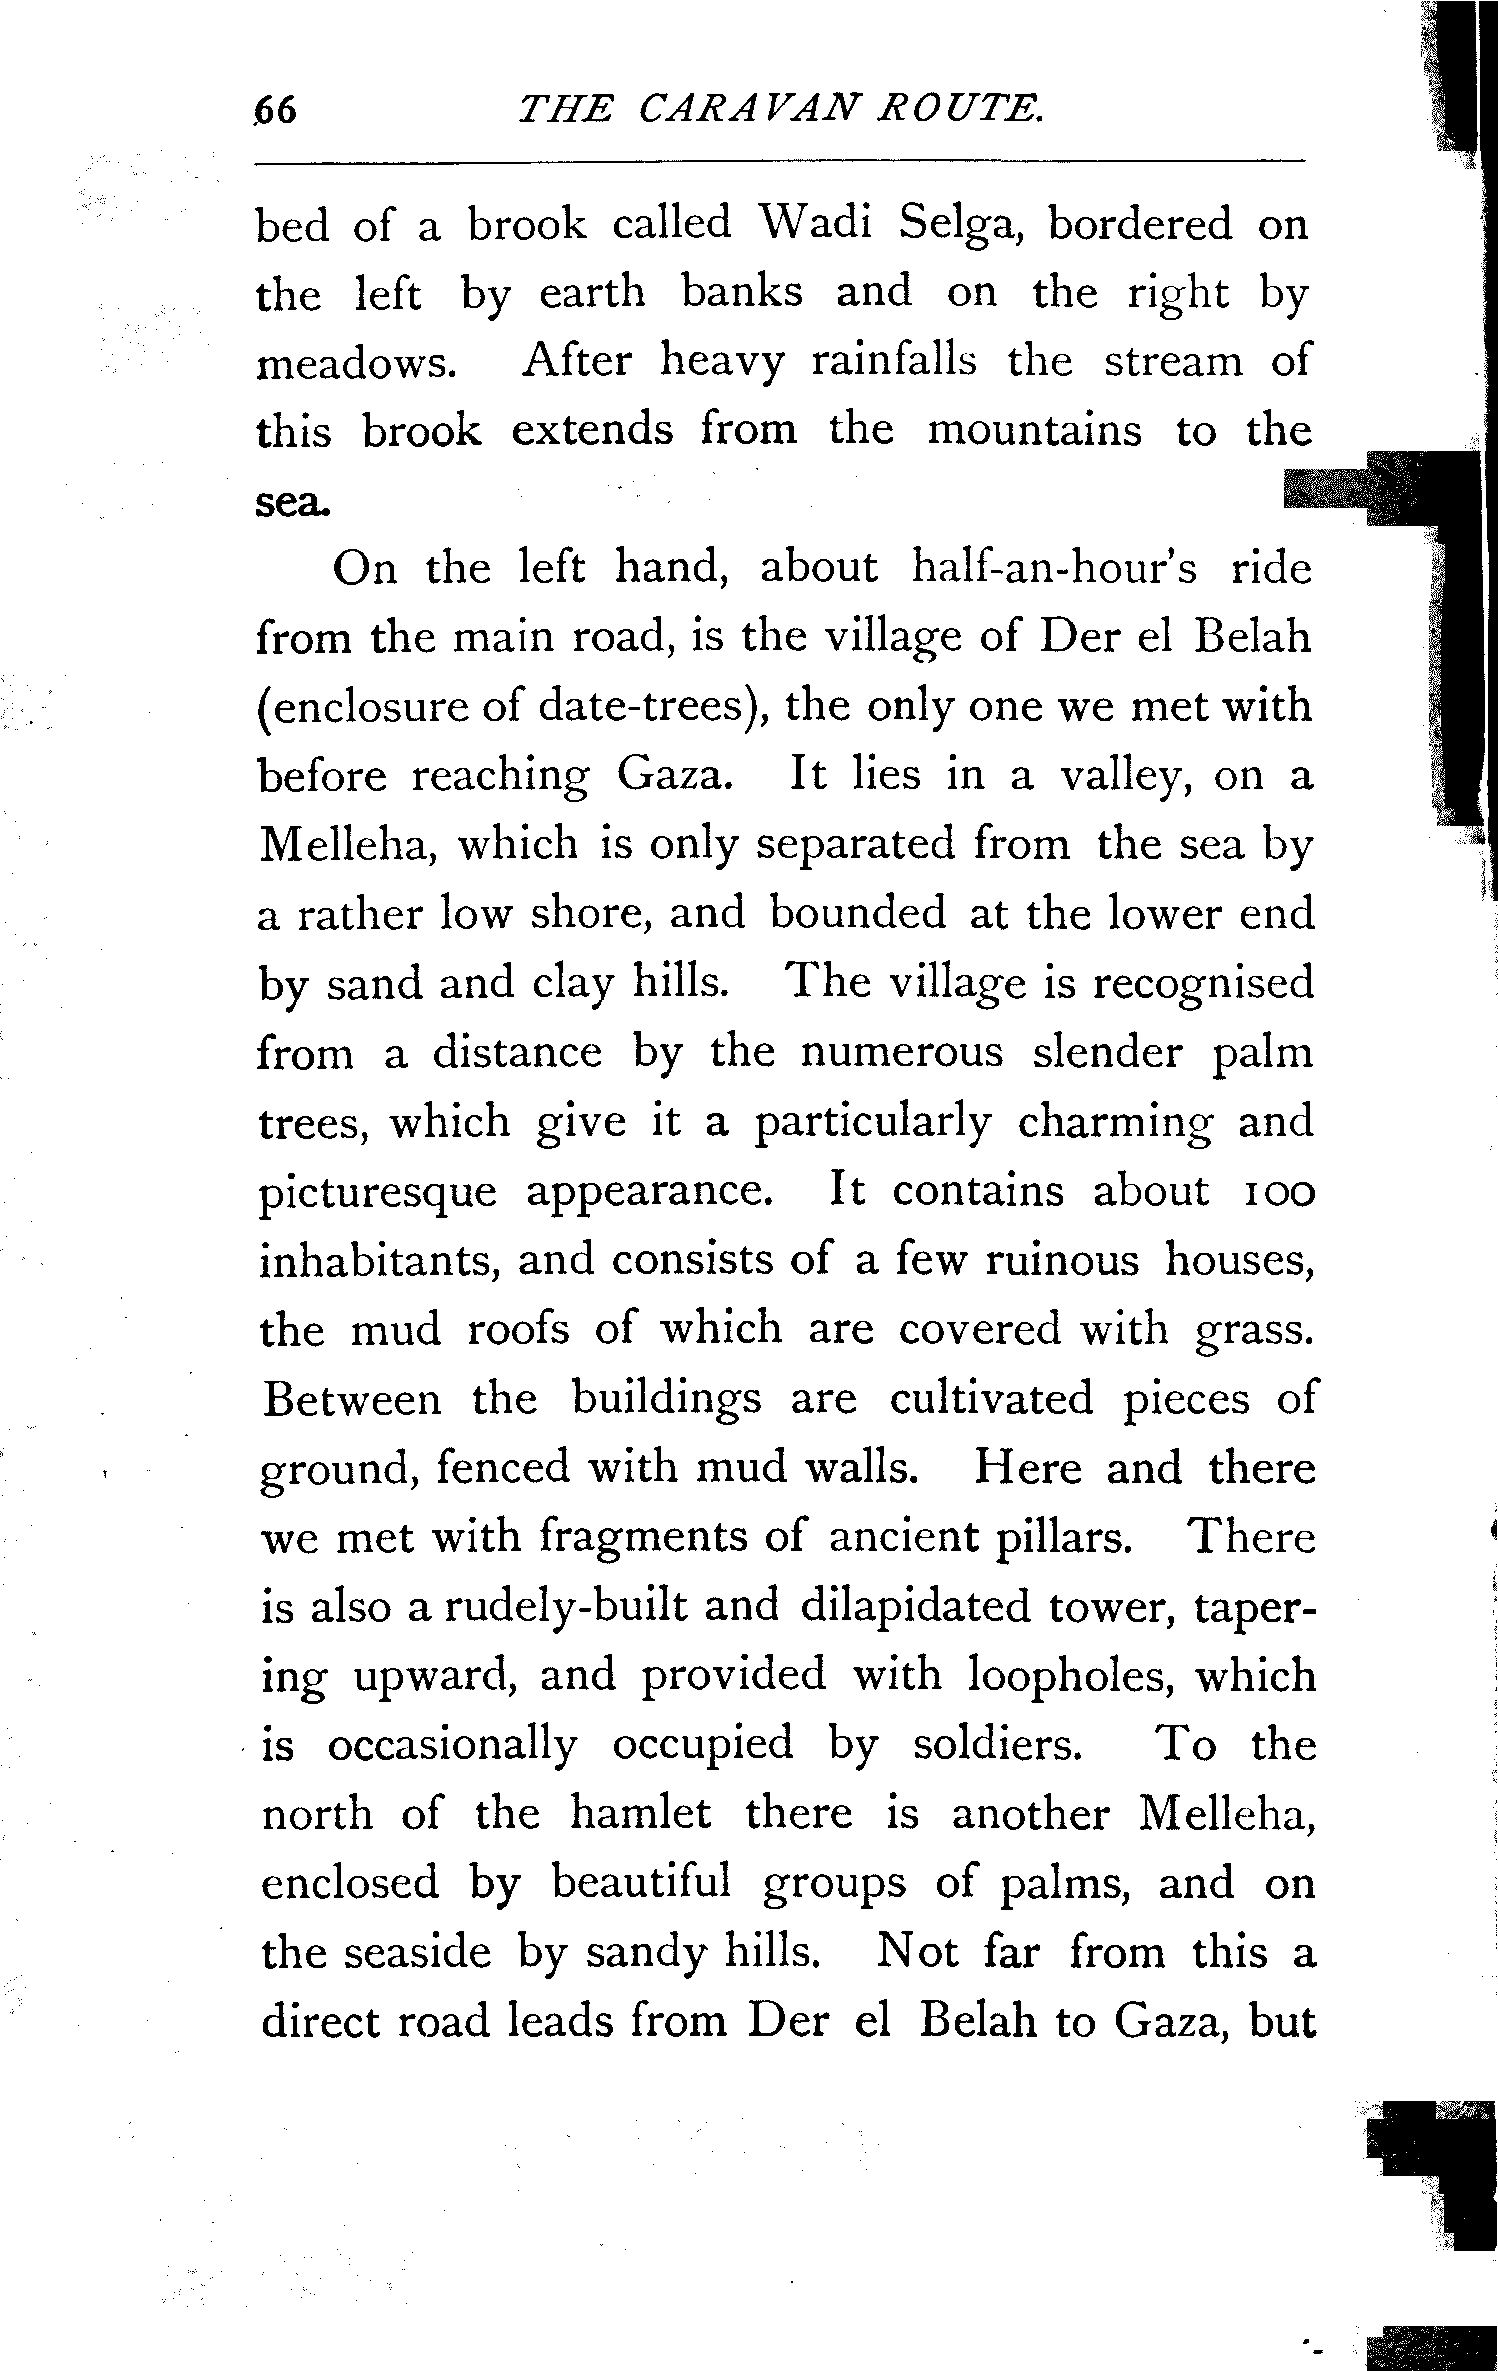 66 THE CARAVAN ROUTE.
bed of a brook called Wadi Selga, bordered on
the left by earth banks and on the right by
meadows. After heavy rainfalls the stream of
this brook extends from the mountains to the
sea.
On the left hand, about half-an-hour's ride
from the main road, is the village of Der el Belah
(enclosure of date-trees), the only one we met with
before reaching Gaza. It lies in a valley, on a
Melleha, which is only separated from the sea by
a rather low shore, and bounded at the lower end
by sand and clay hills. The village is recognised
from a distance by the numerous slender palm
trees, which give it a particularly charming and
picturesque appearance. It contains about 100
inhabitants, and consists of a few ruinous houses,
the mud roofs of which are covered with grass.
Between the buildings are cultivated pieces of
ground, fenced with mud walls. Here and there
we met with fragments of ancient pillars. There
is also a rudely-built and dilapidated tower, taper-
ing upward, and provided with loopholes, which
is occasionally occupied by soldiers. To the
north of the hamlet there is another Melleha,
enclosed by beautiful groups of palms, and on
the seaside by sandy hills. Not far from this a
direct road leads from Der el Belah to Gaza, but